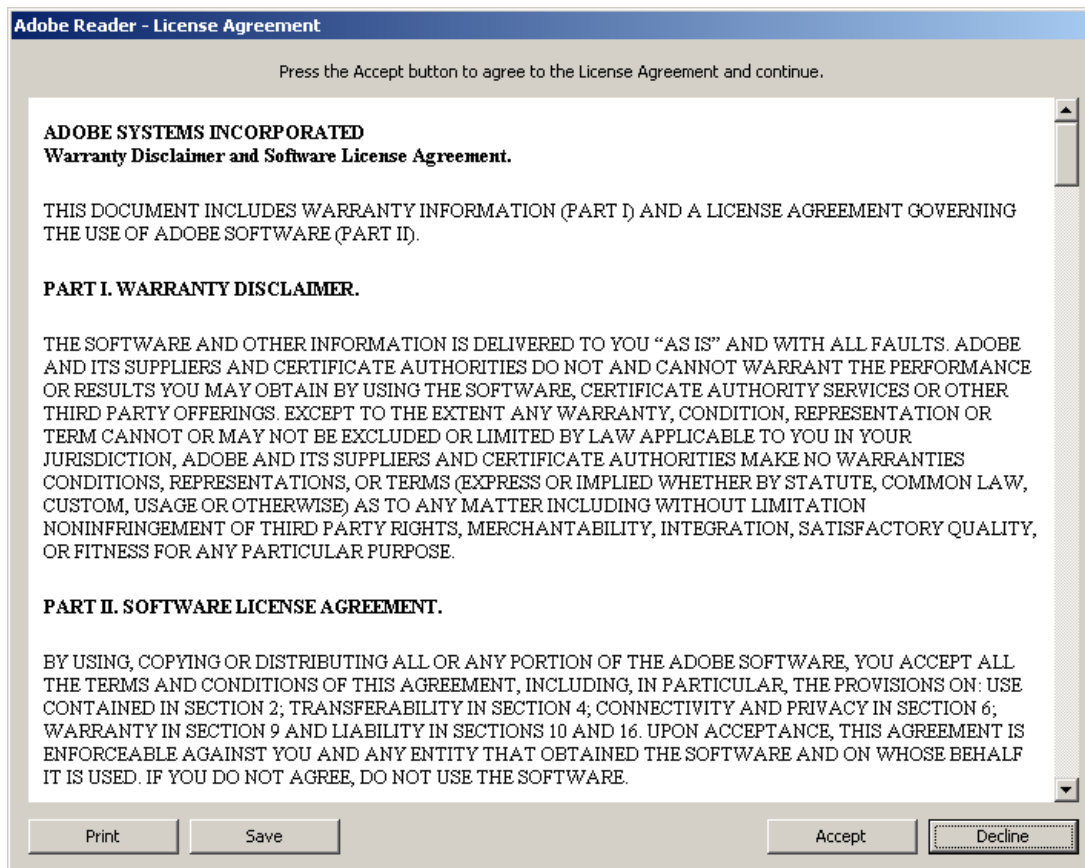 Adobe Reader - License Agreement
Press the Accept button to agree to the License Agreement and continue.
ADOBE SYSTEMS INCORPORATED
Warranty Disclaimer and Software License Agreement.
THIS DOCUMENT INCLUDES WARRANTY INFORMATION (PART I) AND A LICENSE AGREEMENT GOVERNING
THE USE OF ADOBE SOFTWARE (PART II).
PART I. WARRANTY DISCLAIMER.
THE SOFTWARE AND OTHER INFORMATION IS DELIVERED TO YOU “AS IS” AND WITH ALL FAULTS. ADOBE
AND ITS SUPPLIERS AND CERTIFICATE AUTHORITIES DO NOT AND CANNOT WARRANT THE PERFORMANCE
OR RESULTS YOU MAY OBTAIN BY USING THE SOFTWARE, CERTIFICATE AUTHORITY SERVICES OR OTHER
THIRD PARTY OFFERINGS. EXCEPT TO THE EXTENT ANY WARRANTY, CONDITION, REPRESENTATION OR
TERM CANNOT OR MAY NOT BE EXCLUDED OR LIMITED BY LAW APPLICABLE TO YOU IN YOUR
JURISDICTION, ADOBE AND ITS SUPPLIERS AND CERTIFICATE AUTHORITIES MAKE NO WARRANTIES
CONDITIONS, REPRESENTATIONS, OR TERMS (EXPRESS OR IMPLIED WHETHER BY STATUTE, COMMON LAW,
CUSTOM, USAGE OR OTHERWISE) AS TO ANY MATTER INCLUDING WITHOUT LIMITATION
NONINFRINGEMENT OF THIRD PARTY RIGHTS, MERCHANTABILITY, INTEGRATION, SATISFACTORY QUALITY,
OR FITNESS FOR ANY PARTICULAR PURPOSE.
PART II. SOFTWARE LICENSE AGREEMENT.
BY USING, COPYING OR DISTRIBUTING ALL OR ANY PORTION OF THE ADOBE SOFTWARE, YOU ACCEPT ALL
THE TERMS AND CONDITIONS OF THIS AGREEMENT, INCLUDING, IN PARTICULAR, THE PROVISIONS ON: USE
CONTAINED IN SECTION 2; TRANSFERABILITY IN SECTION 4; CONNECTIVITY AND PRIVACY IN SECTION 6;
WARRANTY IN SECTION 9 AND LIABILITY IN SECTIONS 10 AND 16. UPON ACCEPTANCE, THIS AGREEMENT IS
ENFORCEABLE AGAINST YOU AND ANY ENTITY THAT OBTAINED THE SOFTWARE AND ON WHOSE BEHALF
IT IS USED. IF YOU DO NOT AGREE, DO NOT USE THE SOFTWARE.
Print Save Accept Decline